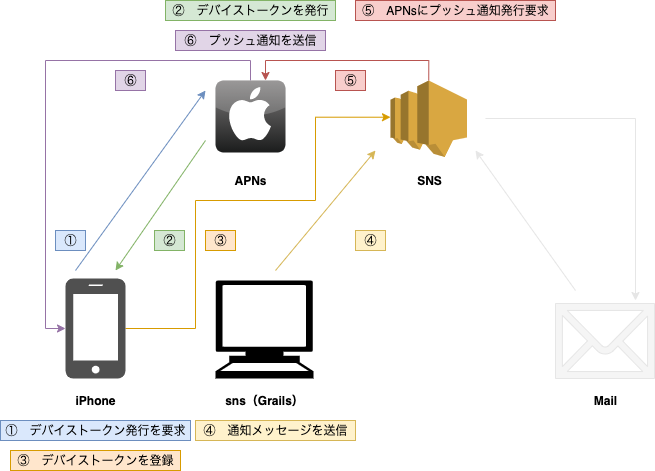 ② デバイストークンを発行
⑤ APNsにプッシュ通知発行要求
⑥ プッシュ通知を送信
⑥
⑤
APNs
SNS
①
②
③
④
iPhone
sns（Grails）
Mail
① デバイストークン発行を要求
④ 通知メッセージを送信
③ デバイストークンを登録